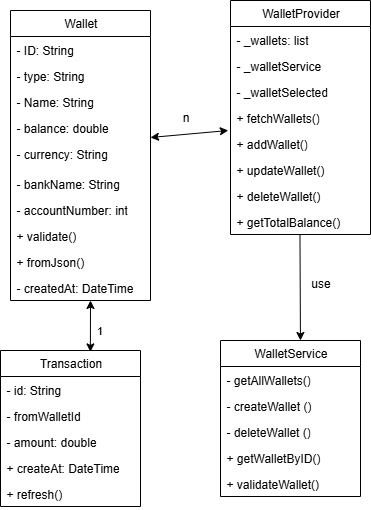 Wallet
- ID: String
- type: String
- Name: String
- balance: double
- currency: String
- bankName: String
- accountNumber: int
+ validate()
+ fromJson()
- createdAt: DateTime
n
WalletProvider
- _wallets: list
- _walletService
- _walletSelected
+ fetchWallets()
+ addWallet()
+ updateWallet()
+ deleteWallet()
+ getTotalBalance()
1
use
Transaction
- id: String
- fromWalletId
- amount: double
+ createAt: DateTime
+ refresh()
WalletService
- getAllWallets()
- createWallet ()
- deleteWallet ()
+ getWalletByID()
+ validateWallet()